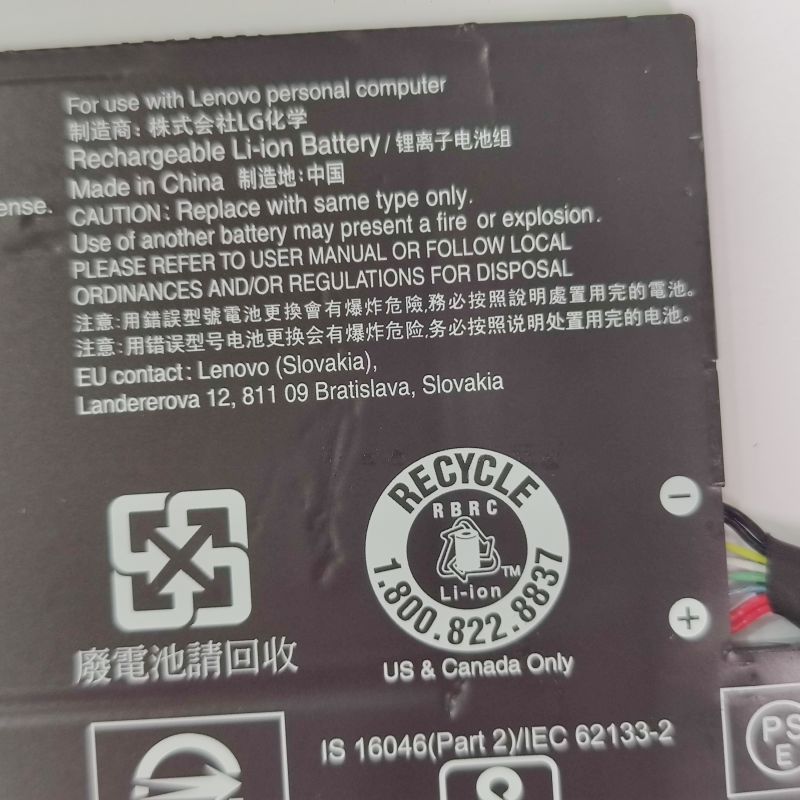 For use with Lenovo personal computer
制造商: 株式会社LG化学
Rechargeable Li-ion Battery / 锂离子电池组
Made in China 制造地:中国
ense.
CAUTION: Replace with same type only.
Use of another battery may present a fire or explosion.
PLEASE REFER TO USER MANUAL OR FOLLOW LOCAL
ORDINANCES AND/OR REGULATIONS FOR DISPOSAL
注意:用錯誤型號電池更換會有爆炸危險,務必按照說明處置用完的電池。
注意:用错误型号电池更换会有爆炸危险,务必按照说明处置用完的电池。
EU contact: Lenovo (Slovakia),
Landererova 12, 811 09 Bratislava, Slovakia
RECYCLE
RBRC
TM
Li-ion
1.800.822.8837
US & Canada Only
−
+
廢電池請回收
IS 16046(Part 2)/IEC 62133-2
PS
E